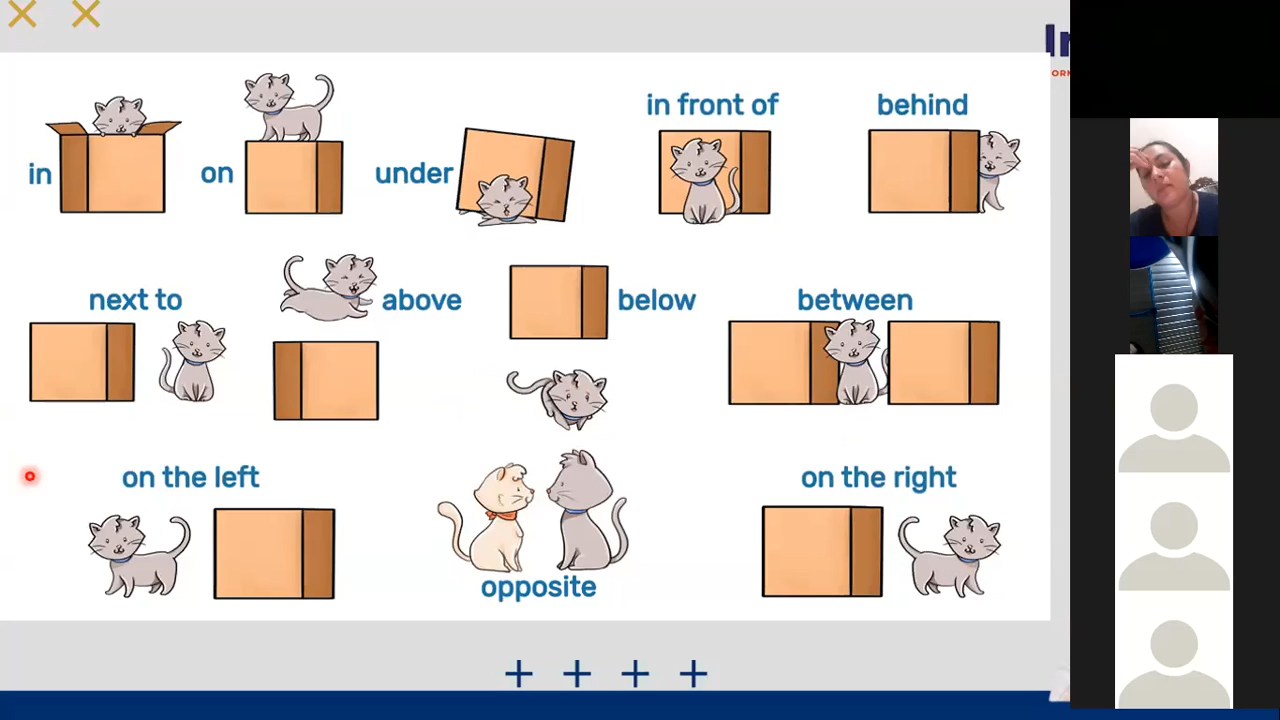 in
on
under
in front of
behind
next to
above
below
between
on the left
opposite
on the right